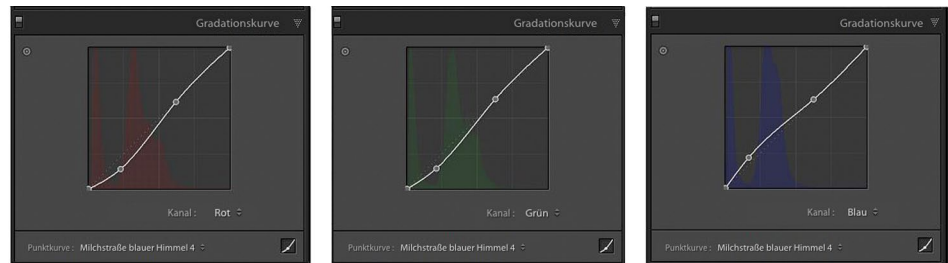 Gradationskurve
Kanal : Rot
Punktkurve : Milchstraße blauer Himmel 4
Gradationskurve
Kanal : Grün
Punktkurve : Milchstraße blauer Himmel 4
Gradationskurve
Kanal : Blau
Punktkurve : Milchstraße blauer Himmel 4